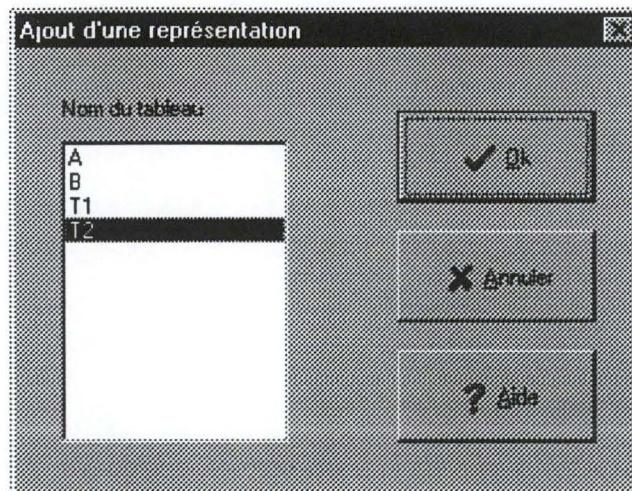 Ajout d'une représentation
Nom du tableau
A
B
T1
T2
Ok
Annuler
Aide